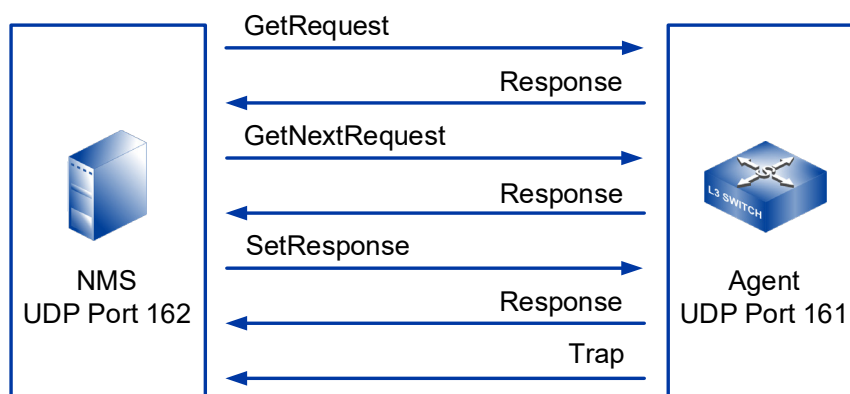 GetRequest
Response
GetNextRequest
Response
L3 SWITCH
SetResponse
NMS
UDP Port 162
Agent
UDP Port 161
Response
Trap